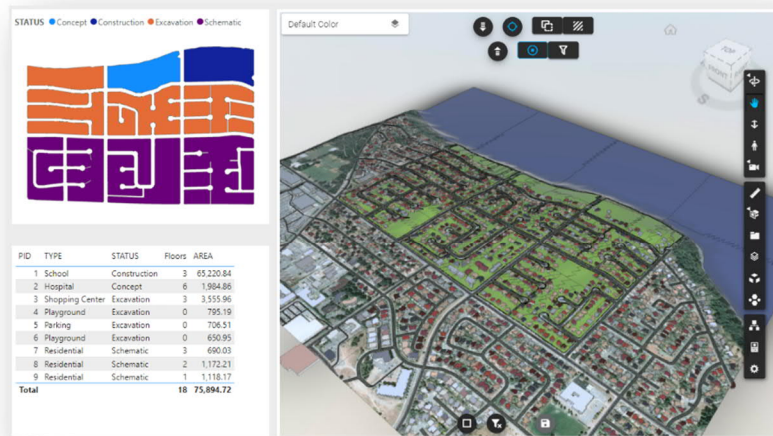 STATUS Concept Construction Excavation Schematic
Default Color
TOP
FRONT
S
PID TYPE STATUS Floors AREA
1 School Construction 3 65,220.84
2 Hospital Concept 6 1,984.86
3 Shopping Center Excavation 3 3,555.96
4 Playground Excavation 0 795.19
5 Parking Excavation 0 706.51
6 Playground Excavation 0 650.95
7 Residential Schematic 3 690.03
8 Residential Schematic 2 1,172.21
9 Residential Schematic 1 1,118.17
Total 18 75,894.72